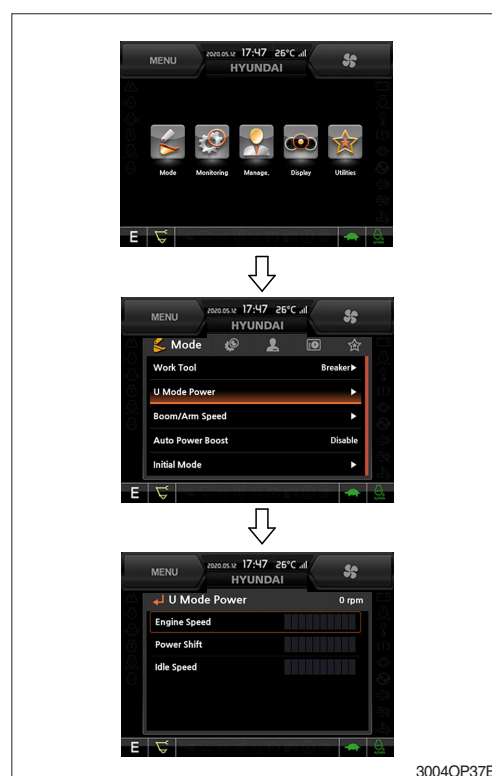 MENU
2020.05.12 17:47 26°C
HYUNDAI
Mode Monitoring Manage. Display Utilities
E
MENU
2020.05.12 17:47 26°C
HYUNDAI
Mode
Work Tool Breaker▶
U Mode Power ▶
Boom/Arm Speed ▶
Auto Power Boost Disable
Initial Mode ▶
E
MENU
2020.05.12 17:47 26°C
HYUNDAI
U Mode Power 0 rpm
Engine Speed
Power Shift
Idle Speed
E